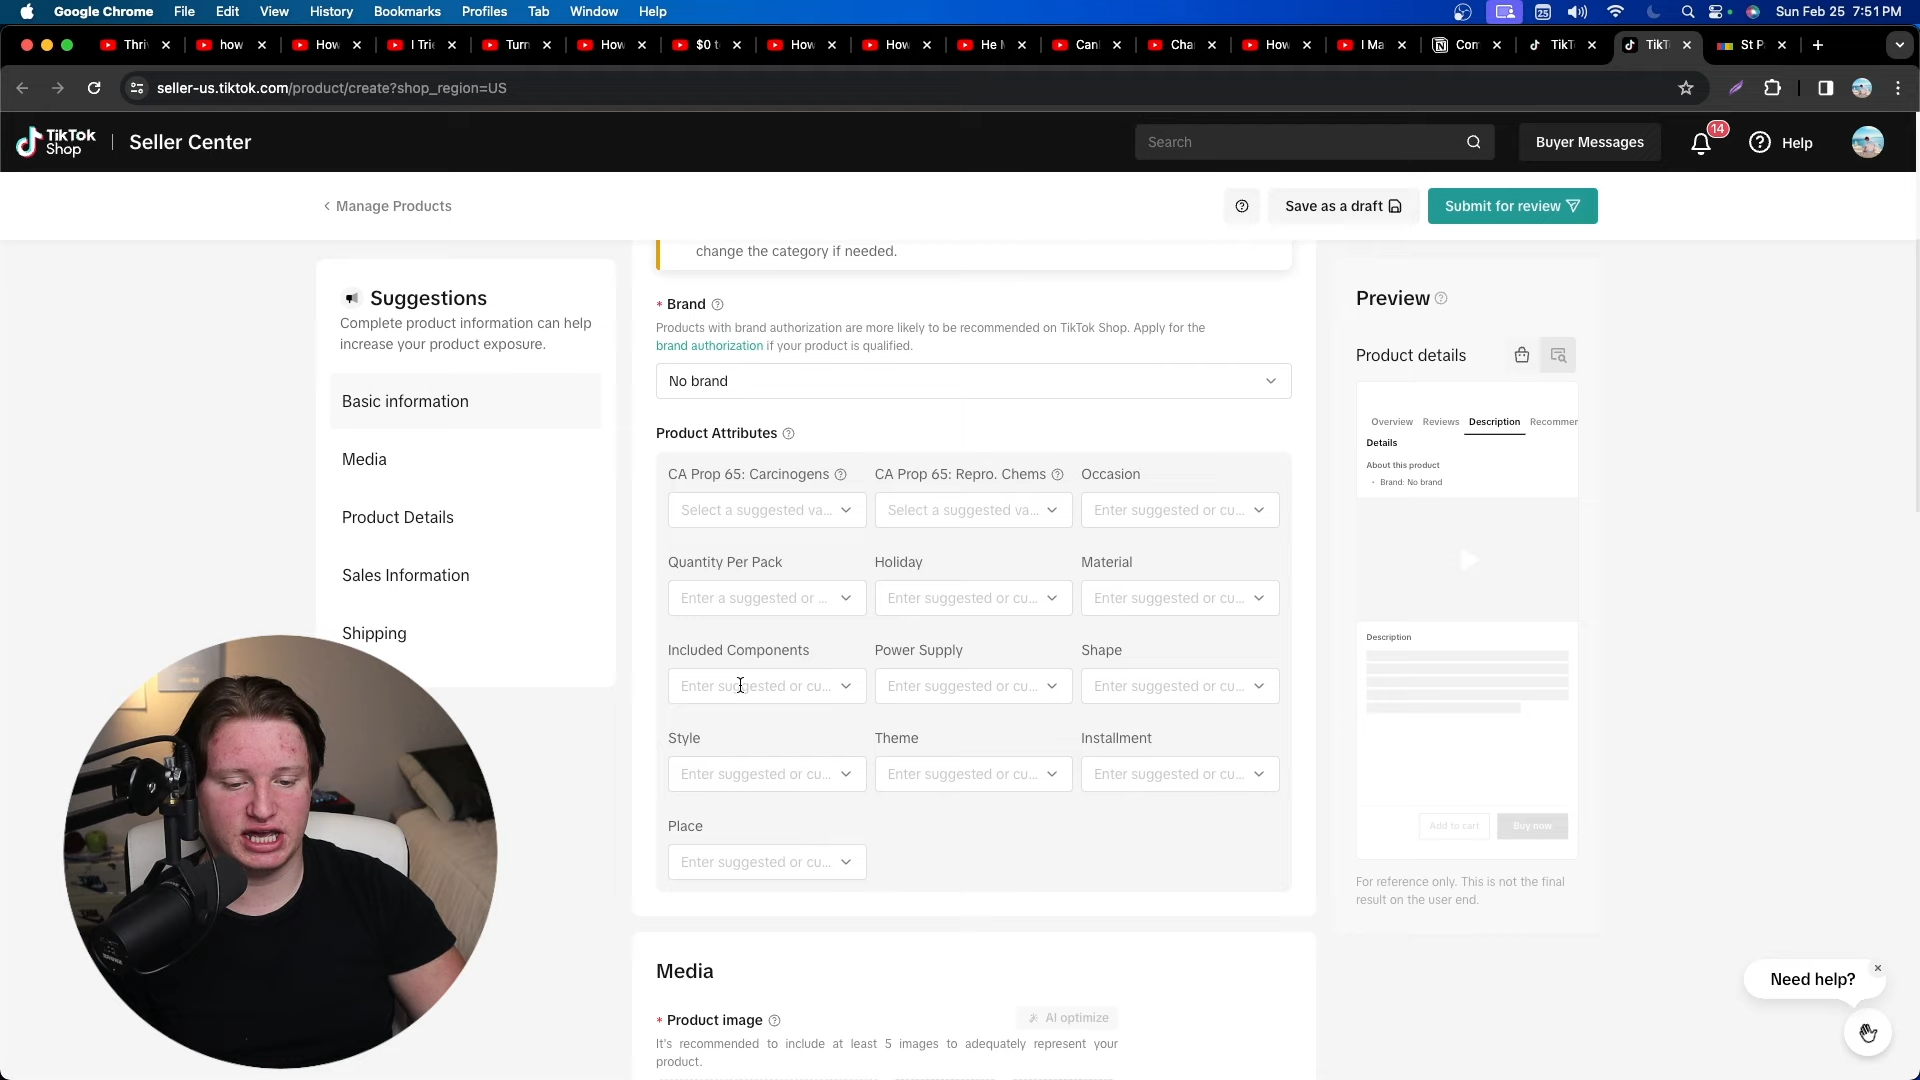 Google Chrome File Edit View History Bookmarks Profiles Tab Window Help 25 Sun Feb 25 7:51 PM
Thri how How I Trie Turn How $0 t How How He M Can Cha How I Ma Com TikT TikT St P
seller-us.tiktok.com/product/create?shop_region=US
TikTok Shop Seller Center Search Buyer Messages 14 Help
Manage Products Save as a draft Submit for review
change the category if needed.
Suggestions
Complete product information can help
increase your product exposure.
Basic information
Media
Product Details
Sales Information
Shipping
* Brand
Products with brand authorization are more likely to be recommended on TikTok Shop. Apply for the
brand authorization if your product is qualified.
No brand
Product Attributes
CA Prop 65: Carcinogens CA Prop 65: Repro. Chems Occasion
Select a suggested va... Select a suggested va... Enter suggested or cu...
Quantity Per Pack Holiday Material
Enter a suggested or ... Enter suggested or cu... Enter suggested or cu...
Included Components Power Supply Shape
Enter suggested or cu... Enter suggested or cu... Enter suggested or cu...
Style Theme Installment
Enter suggested or cu... Enter suggested or cu... Enter suggested or cu...
Place
Enter suggested or cu...
Media
* Product image AI optimize
It's recommended to include at least 5 images to adequately represent your
product.
Preview
Product details
Overview Reviews Description Recommer
Details
About this product
Brand: No brand
Description
Add to cart Buy now
For reference only. This is not the final
result on the user end.
Need help?